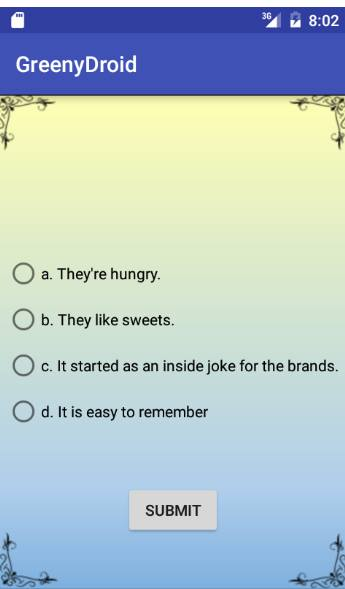 3G 8:02
GreenyDroid
a. They're hungry.
b. They like sweets.
c. It started as an inside joke for the brands.
d. It is easy to remember
SUBMIT